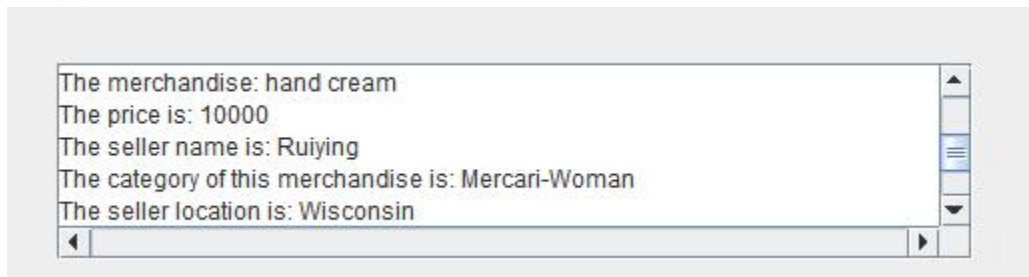 The merchandise: hand cream
The price is: 10000
The seller name is: Ruiying
The category of this merchandise is: Mercari-Woman
The seller location is: Wisconsin